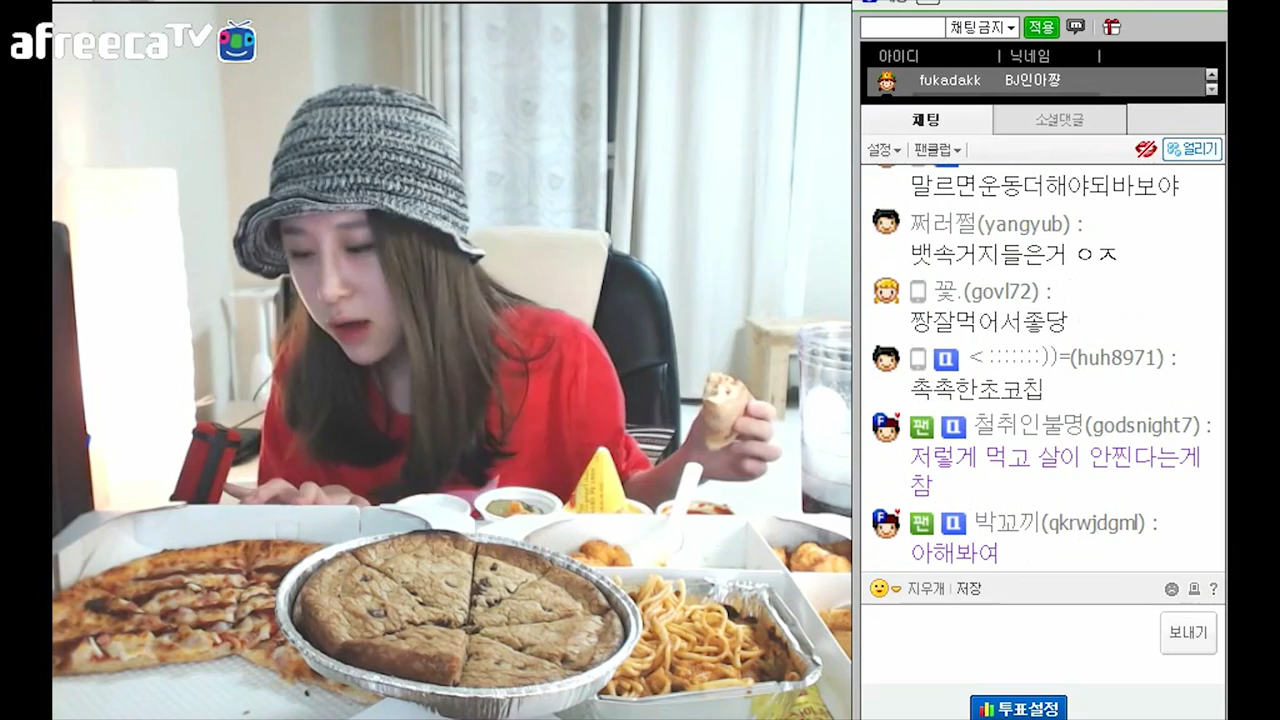 afreecaTV
채팅금지
적용
아이디 | 닉네임 |
fukadakk BJ인아쨩
채팅
소셜댓글
설정 | 팬클럽 |
얼리기
말르면운동더해야되바보야
쩌러쩔(yangyub) :
뱃속거지들은거 ㅇㅈ
꽃.(govl72) :
짱잘먹어서좋당
<:::::::))=(huh8971) :
촉촉한초코칩
팬 철취인불명(godsnight7) :
저렇게 먹고 살이 안찐다는게
참
팬 박꼬끼(qkrwjdgml) :
아해봐여
지우개 | 저장
?
보내기
투표설정